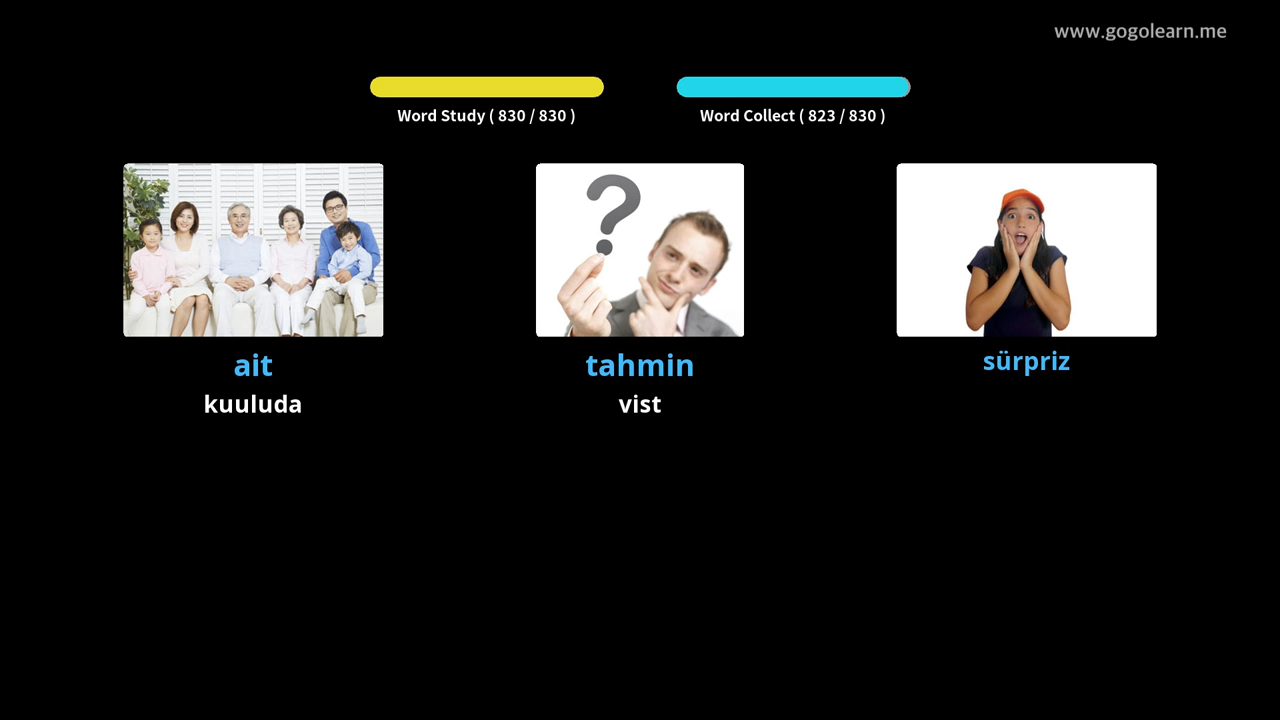 www.gogolearn.me
Word Study ( 830 / 830 )
Word Collect ( 823 / 830 )
ait
tahmin
sürpriz
kuuluda
vist